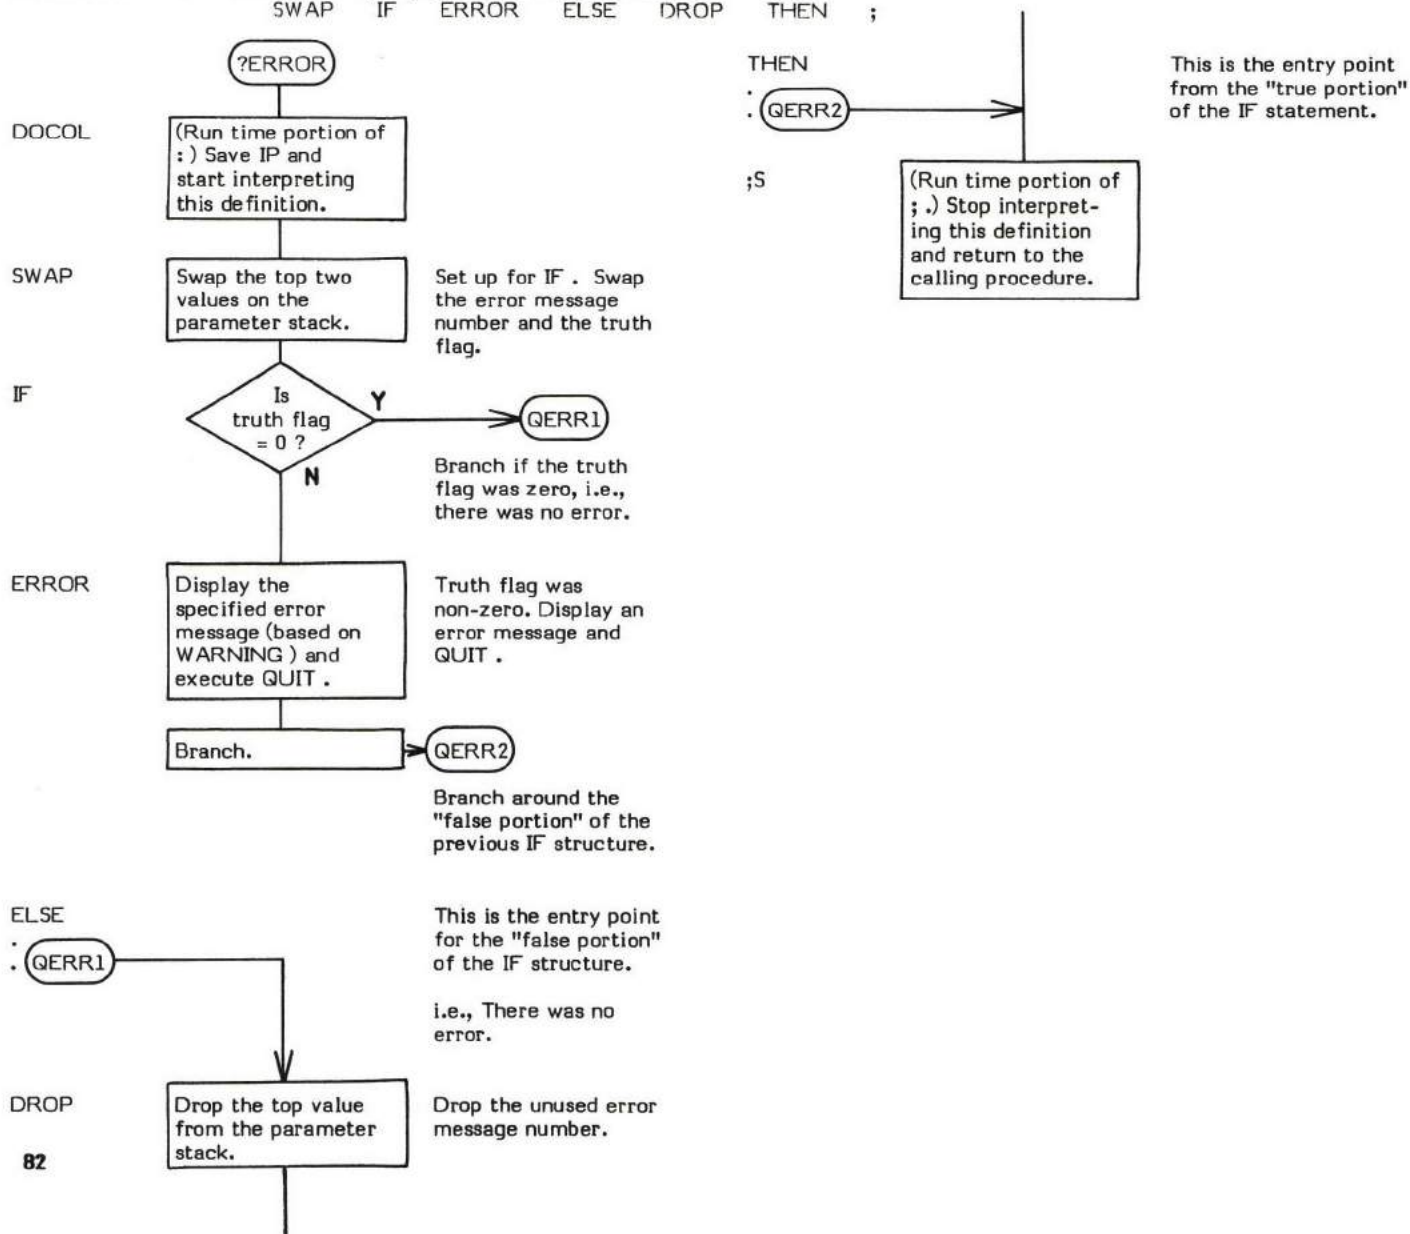 SWAP IF ERROR ELSE DROP THEN ;
?ERROR
DOCOL
(Run time portion of
: ) Save IP and
start interpreting
this definition.
SWAP
Swap the top two
values on the
parameter stack.
Set up for IF . Swap
the error message
number and the truth
flag.
IF
Is
truth flag
= 0 ?
Y
QERR1
N
Branch if the truth
flag was zero, i.e.,
there was no error.
ERROR
Display the
specified error
message (based on
WARNING ) and
execute QUIT .
Truth flag was
non-zero. Display an
error message and
QUIT .
Branch.
QERR2
Branch around the
"false portion" of the
previous IF structure.
ELSE
: QERR1
This is the entry point
for the "false portion"
of the IF structure.
i.e., There was no
error.
DROP
Drop the top value
from the parameter
stack.
Drop the unused error
message number.
82
THEN
: QERR2
This is the entry point
from the "true portion"
of the IF statement.
;S
(Run time portion of
; .) Stop interpret-
ing this definition
and return to the
calling procedure.